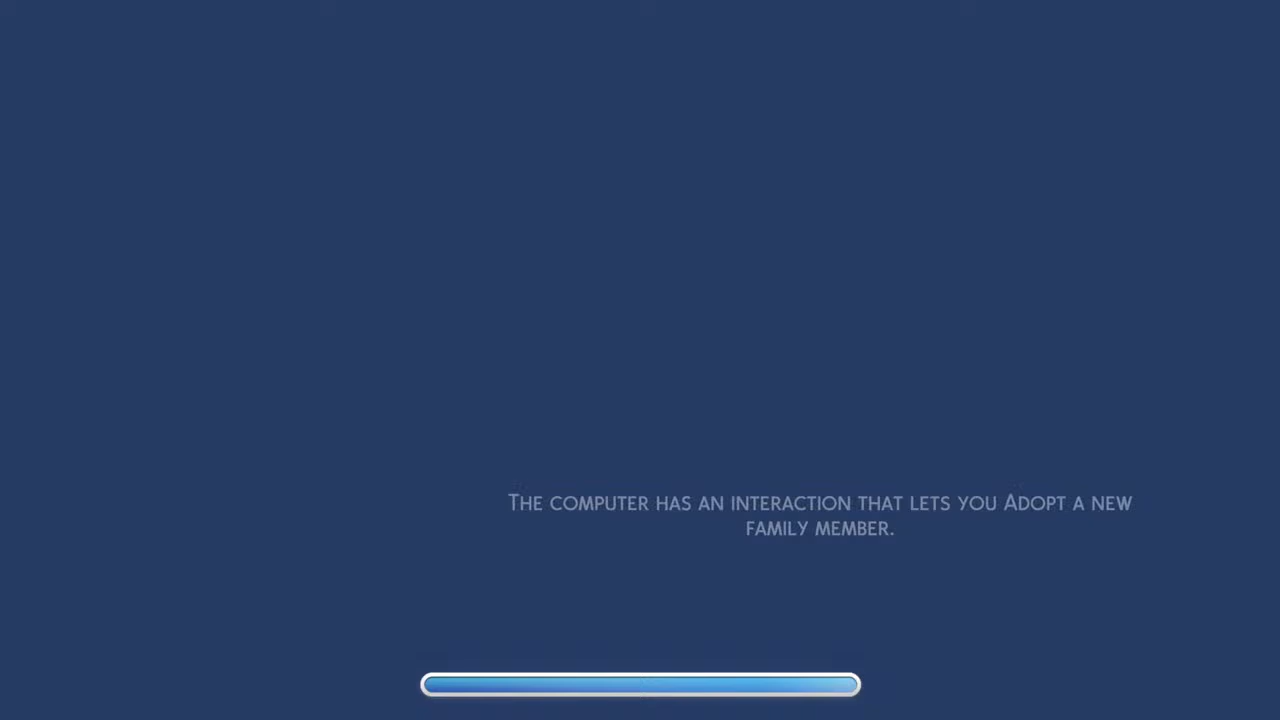 The computer has an interaction that lets you Adopt a new
family member.